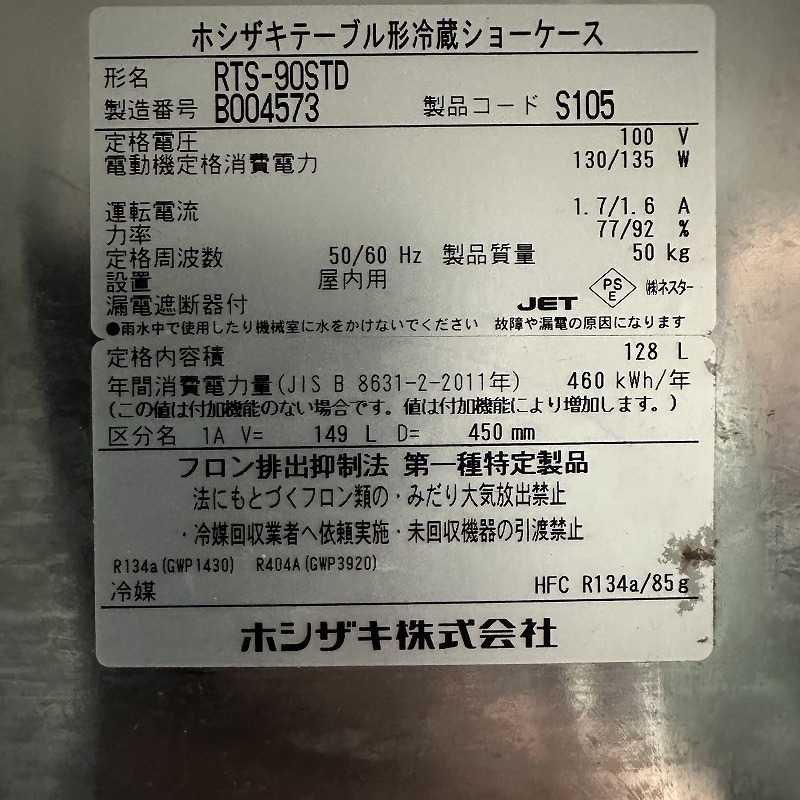 ホシザキテーブル形冷蔵ショーケース
形名 RTS-90STD
製造番号 B004573 製品コード S105
定格電圧 100 V
電動機定格消費電力 130/135 W
運転電流 1.7/1.6 A
力率 77/92 %
定格周波数 50/60 Hz 製品質量 50 kg
設置 屋内用
漏電遮断器付 JET PS E ㈱ネスター
●雨水中で使用したり機械室に水をかけないでください 故障や漏電の原因になります
定格内容積 128 L
年間消費電力量(JIS B 8631-2-2011年) 460 kWh/年
(この値は付加機能のない場合です。値は付加機能により増加します。)
区分名 1A V= 149 L D= 450 mm
フロン排出抑制法 第一種特定製品
法にもとづくフロン類の・みだり大気放出禁止
・冷媒回収業者へ依頼実施・未回収機器の引渡禁止
R134a(GWP1430) R404A(GWP3920)
冷媒 HFC R134a/85g
ホシザキ株式会社